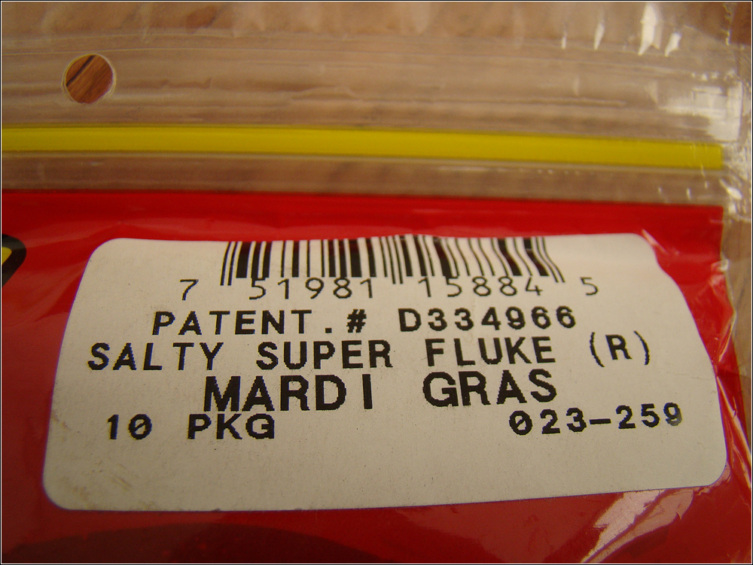 7 51981 15884 5
PATENT.# D334966
SALTY SUPER FLUKE (R)
MARDI GRAS
10 PKG 023-259